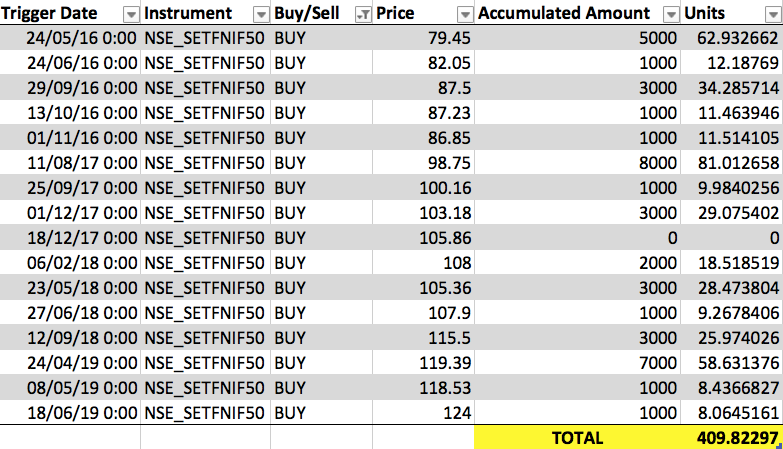 Trigger Date Instrument Buy/Sell Price Accumulated Amount Units
24/05/16 0:00 NSE_SETFNIF50 BUY 79.45 5000 62.932662
24/06/16 0:00 NSE_SETFNIF50 BUY 82.05 1000 12.18769
29/09/16 0:00 NSE_SETFNIF50 BUY 87.5 3000 34.285714
13/10/16 0:00 NSE_SETFNIF50 BUY 87.23 1000 11.463946
01/11/16 0:00 NSE_SETFNIF50 BUY 86.85 1000 11.514105
11/08/17 0:00 NSE_SETFNIF50 BUY 98.75 8000 81.012658
25/09/17 0:00 NSE_SETFNIF50 BUY 100.16 1000 9.9840256
01/12/17 0:00 NSE_SETFNIF50 BUY 103.18 3000 29.075402
18/12/17 0:00 NSE_SETFNIF50 BUY 105.86 0 0
06/02/18 0:00 NSE_SETFNIF50 BUY 108 2000 18.518519
23/05/18 0:00 NSE_SETFNIF50 BUY 105.36 3000 28.473804
27/06/18 0:00 NSE_SETFNIF50 BUY 107.9 1000 9.2678406
12/09/18 0:00 NSE_SETFNIF50 BUY 115.5 3000 25.974026
24/04/19 0:00 NSE_SETFNIF50 BUY 119.39 7000 58.631376
08/05/19 0:00 NSE_SETFNIF50 BUY 118.53 1000 8.4366827
18/06/19 0:00 NSE_SETFNIF50 BUY 124 1000 8.0645161
TOTAL 409.82297